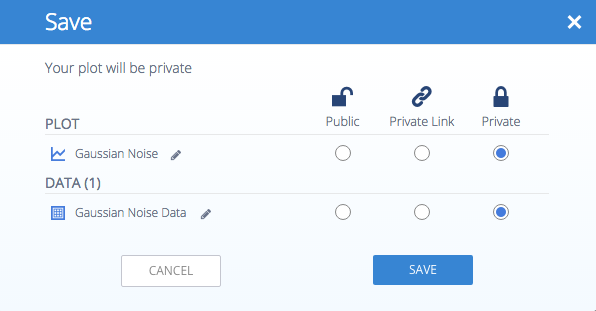 Save
Your plot will be private
Public Private Link Private
PLOT
Gaussian Noise
DATA (1)
Gaussian Noise Data
CANCEL SAVE